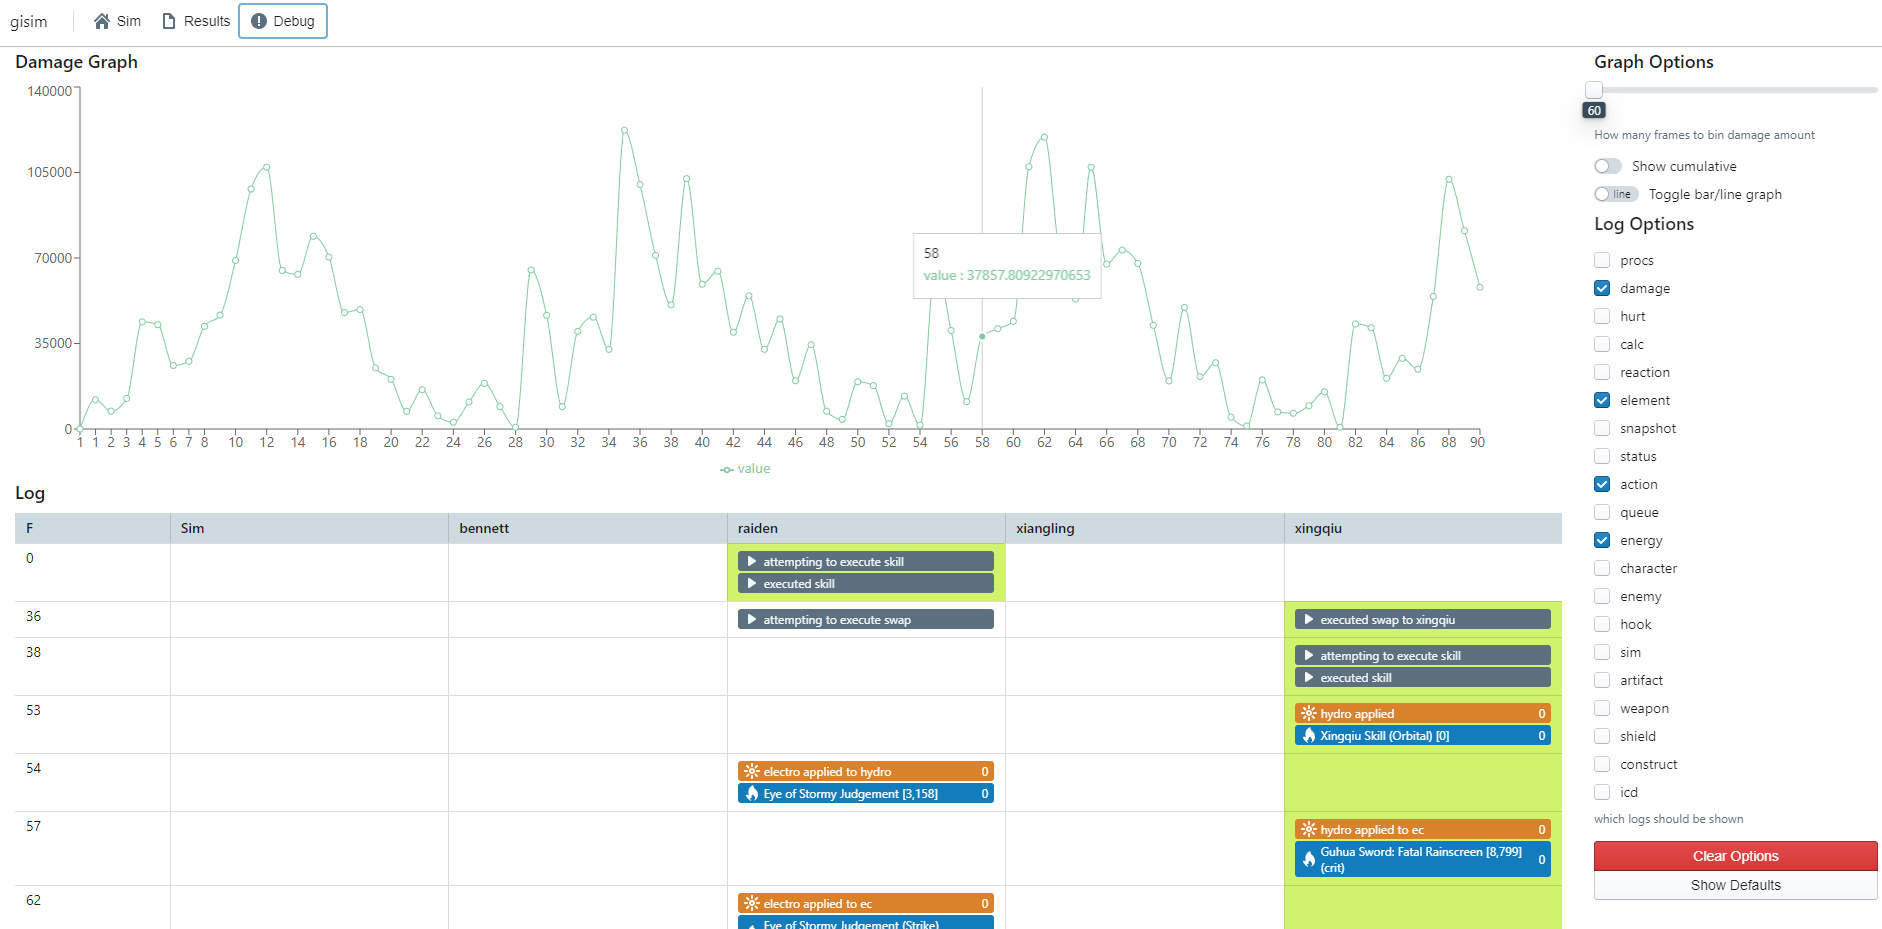 gisim
Sim
Results
Debug
Damage Graph
140000
105000
70000
35000
0
58
value : 37857.80922970653
1 1 2 3 4 5 6 7 8 10 12 14 16 18 20 22 24 26 28 30 32 34 36 38 40 42 44 46 48 50 52 54 56 58 60 62 64 66 68 70 72 74 76 78 80 82 84 86 88 90
value
Log
F Sim bennett raiden xiangling xingqiu
0
attempting to execute skill
executed skill
36
attempting to execute swap
executed swap to xingqiu
38
attempting to execute skill
executed skill
53
hydro applied 0
Xingqiu Skill (Orbital) [0] 0
54
electro applied to hydro 0
Eye of Stormy Judgement [3,158] 0
57
hydro applied to ec 0
Guhua Sword: Fatal Rainscreen [8,799]
(crit) 0
62
electro applied to ec 0
Eye of Stormy Judgement (Strike)
Graph Options
60
How many frames to bin damage amount
Show cumulative
line Toggle bar/line graph
Log Options
procs
damage
hurt
calc
reaction
element
snapshot
status
action
queue
energy
character
enemy
hook
sim
artifact
weapon
shield
construct
icd
which logs should be shown
Clear Options
Show Defaults